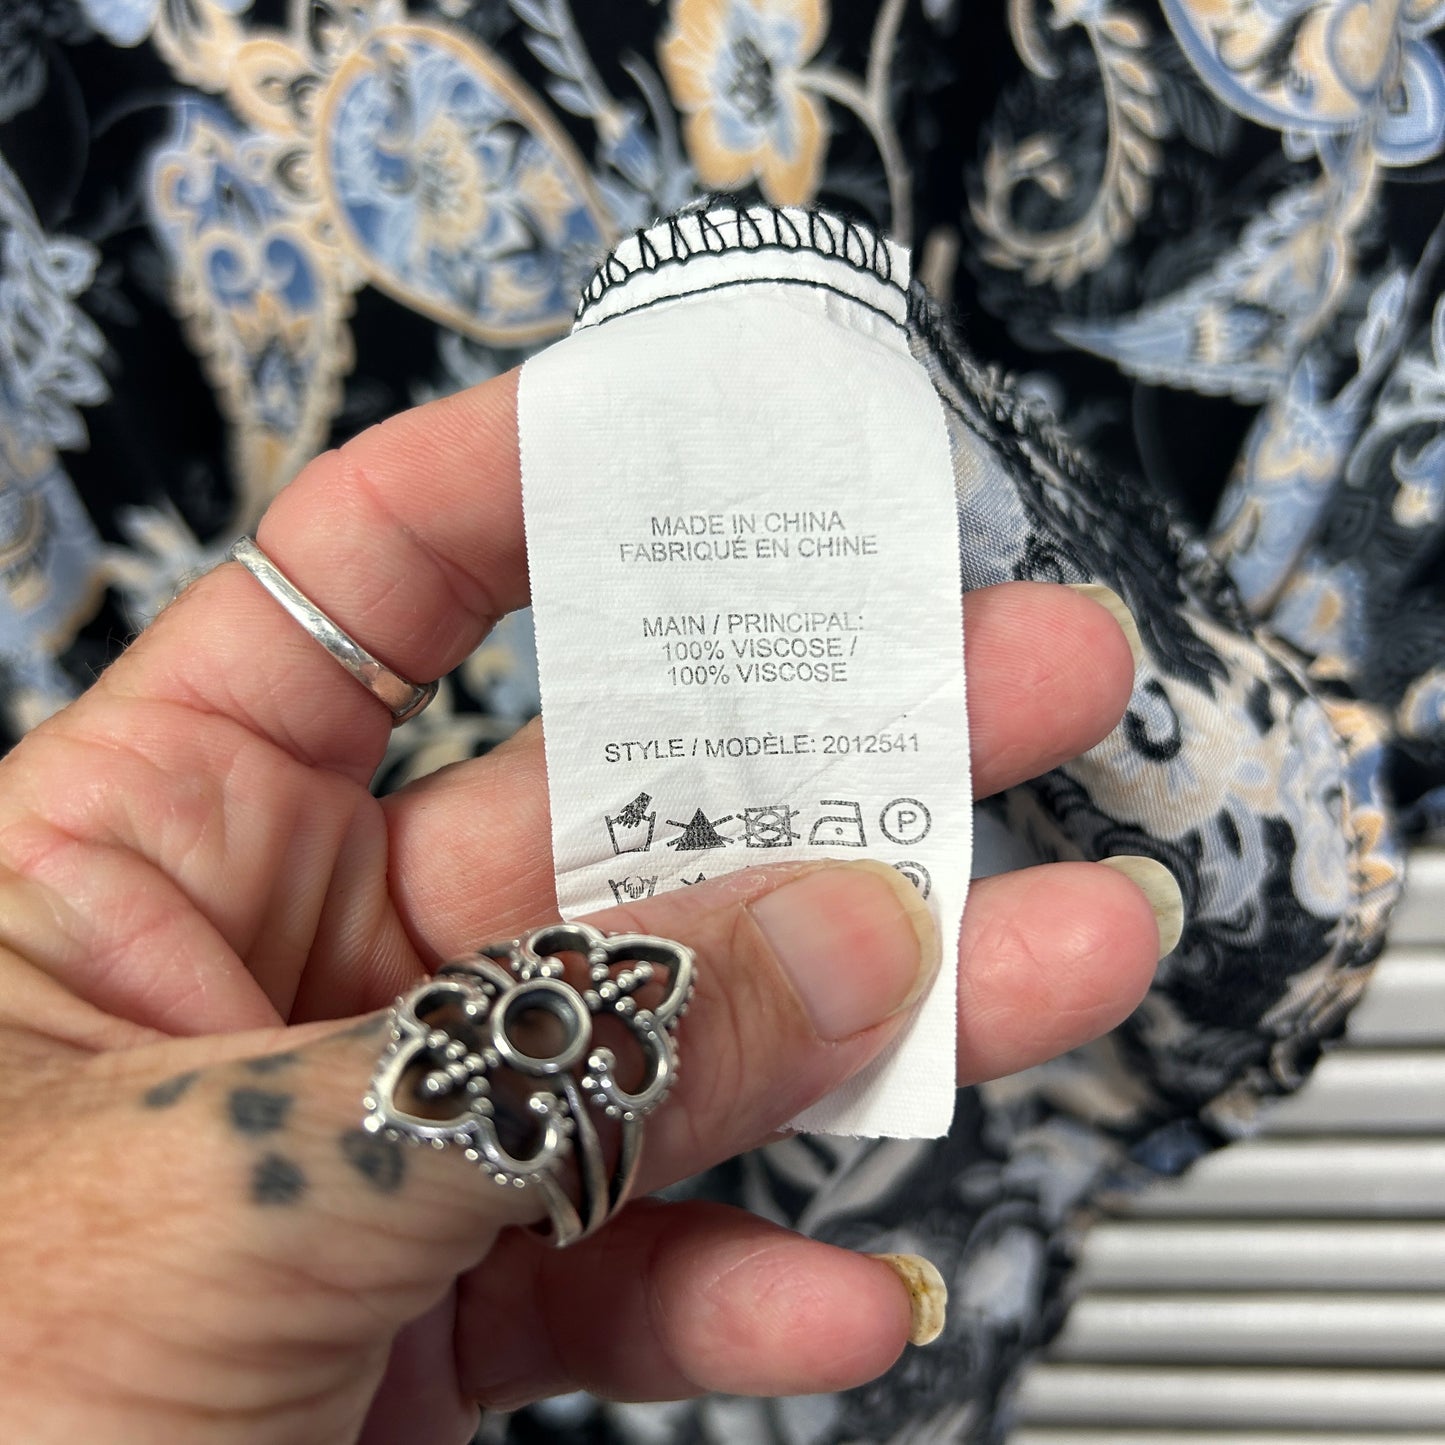 MADE IN CHINA
FABRIQUÉ EN CHINE
MAIN / PRINCIPAL:
100% VISCOSE /
100% VISCOSE
STYLE / MODÈLE: 2012541
P